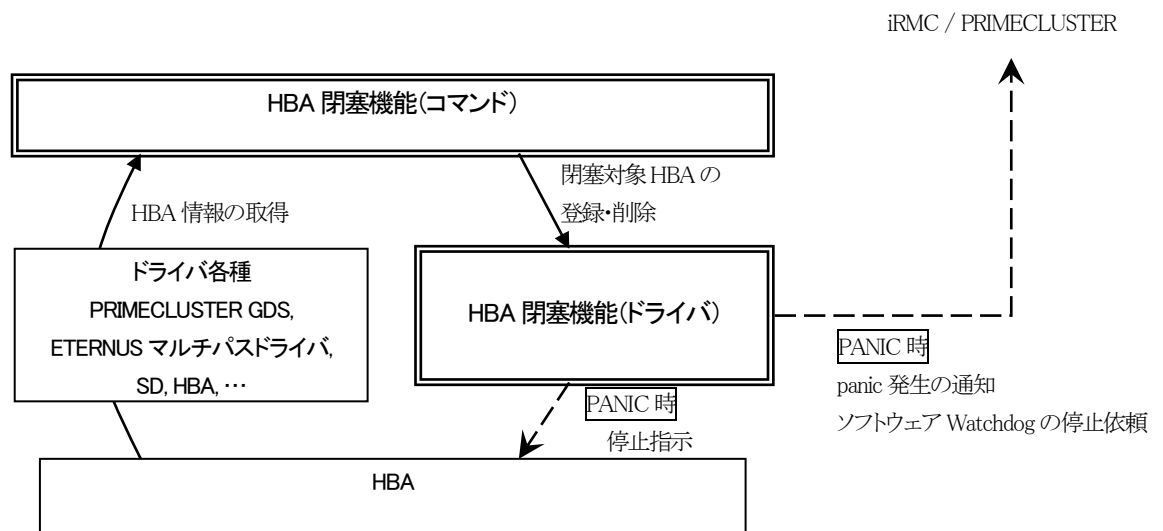 iRMC / PRIMECLUSTER
HBA 閉塞機能(コマンド)
閉塞対象 HBA の
登録・削除
HBA 情報の取得
ドライバ各種
PRIMECLUSTER GDS,
ETERNUS マルチパスドライバ,
SD, HBA, …
HBA 閉塞機能(ドライバ)
PANIC 時
panic 発生の通知
ソフトウェア Watchdog の停止依頼
PANIC 時
停止指示
HBA